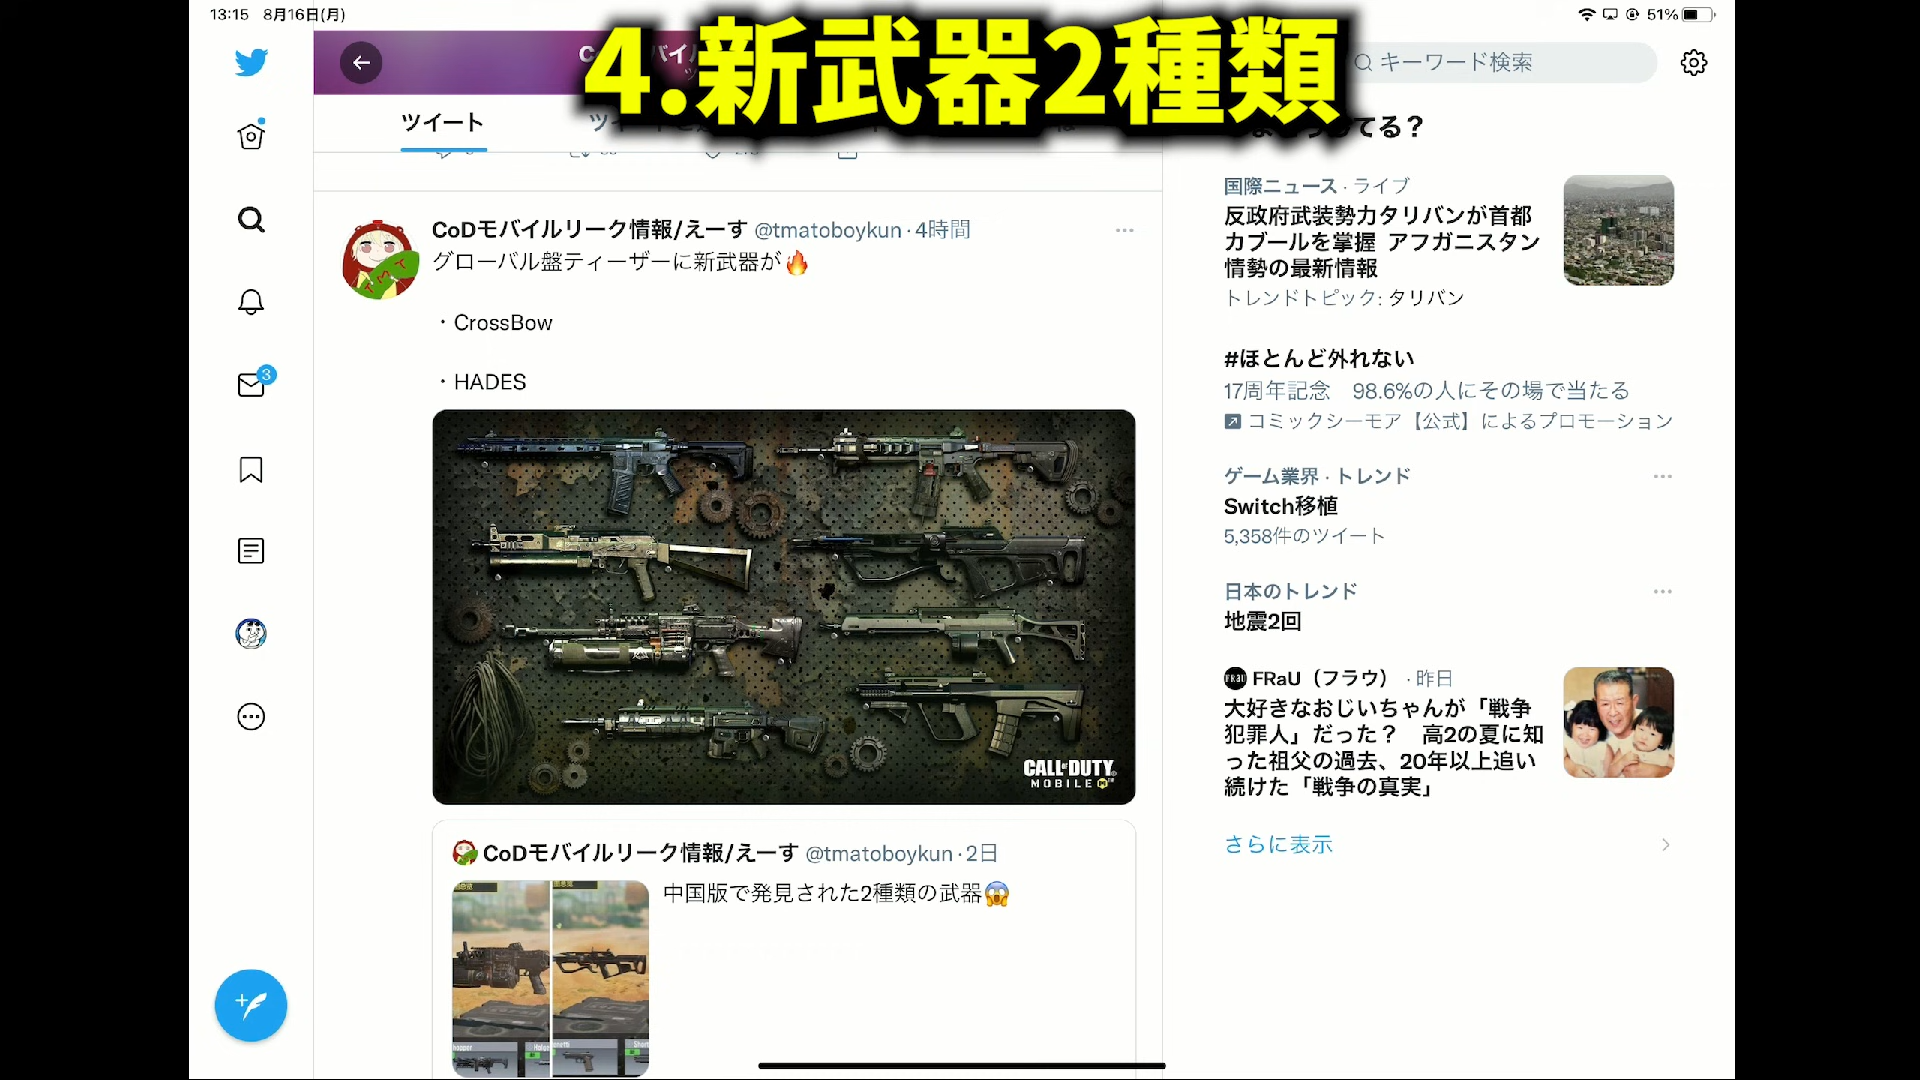 13:15 8月16日(月)
51%
4.新武器2種類
キーワード検索
ツイート
てる？
CoDモバイルリーク情報/えーす @tmatoboykun · 4時間
グローバル盤ティーザーに新武器が🔥
・CrossBow
・HADES
CALL OF DUTY
MOBILE
CoDモバイルリーク情報/えーす @tmatoboykun · 2日
中国版で発見された2種類の武器😱
3
国際ニュース · ライブ
反政府武装勢力タリバンが首都
カブールを掌握 アフガニスタン
情勢の最新情報
トレンドトピック: タリバン
#ほとんど外れない
17周年記念 98.6%の人にその場で当たる
コミックシーモア【公式】によるプロモーション
ゲーム業界 · トレンド
Switch移植
5,358件のツイート
日本のトレンド
地震2回
FRaU FRaU（フラウ） · 昨日
大好きなおじいちゃんが「戦争
犯罪人」だった？ 高2の夏に知
った祖父の過去、20年以上追い
続けた「戦争の真実」
さらに表示